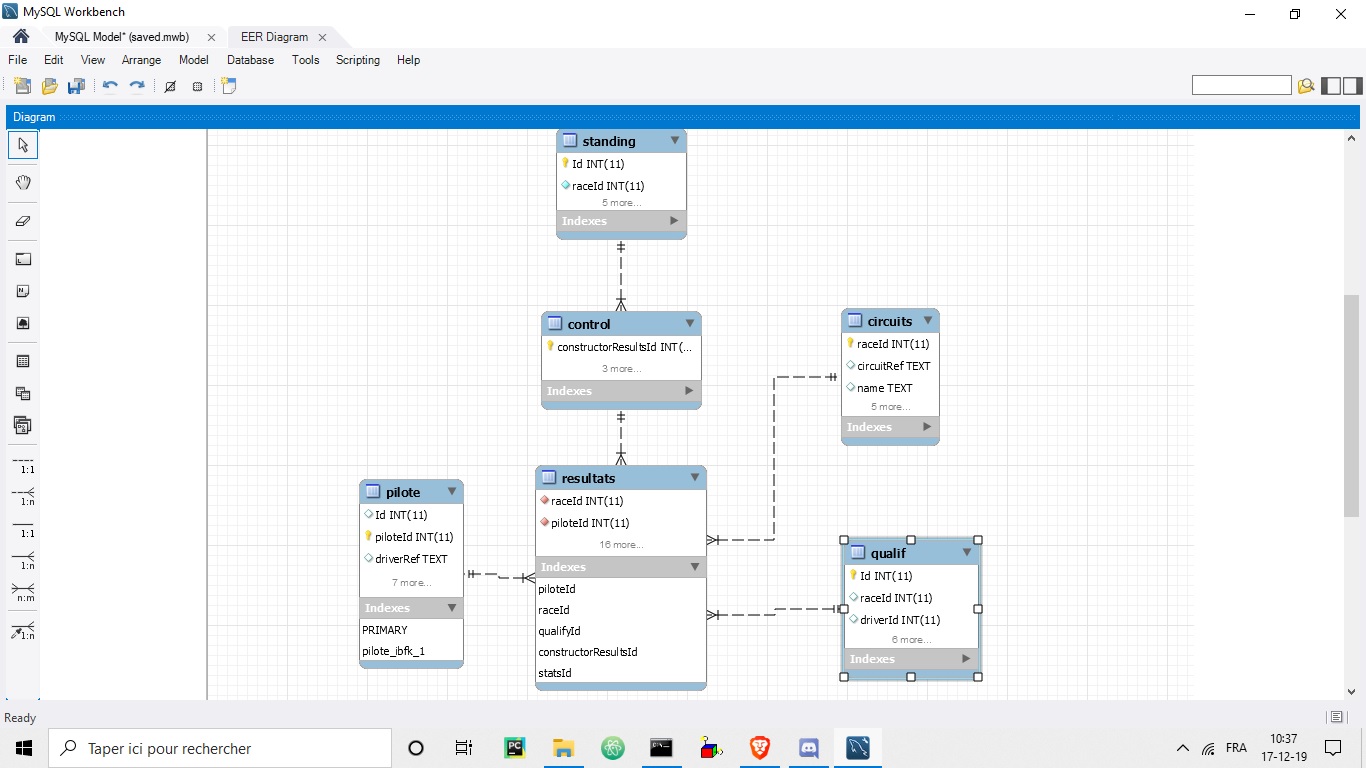 MySQL Workbench
MySQL Model* (saved.mwb)
EER Diagram
File Edit View Arrange Model Database Tools Scripting Help
Diagram
standing
Id INT(11)
raceId INT(11)
5 more...
Indexes
control
constructorResultsId INT(...
3 more...
Indexes
circuits
raceId INT(11)
circuitRef TEXT
name TEXT
5 more...
Indexes
pilote
Id INT(11)
piloteId INT(11)
driverRef TEXT
7 more...
Indexes
PRIMARY
pilote_ibfk_1
resultats
raceId INT(11)
piloteId INT(11)
16 more...
Indexes
piloteId
raceId
qualifyId
constructorResultsId
statsId
qualif
Id INT(11)
raceId INT(11)
driverId INT(11)
6 more...
Indexes
1:1
1:n
1:1
1:n
n:m
1:n
Ready
Taper ici pour rechercher
PC
FRA
10:37
17-12-19